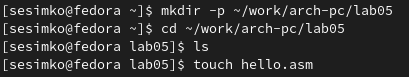 [sesimko@fedora ~]$ mkdir -p ~/work/arch-pc/lab05
[sesimko@fedora ~]$ cd ~/work/arch-pc/lab05
[sesimko@fedora lab05]$ ls
[sesimko@fedora lab05]$ touch hello.asm